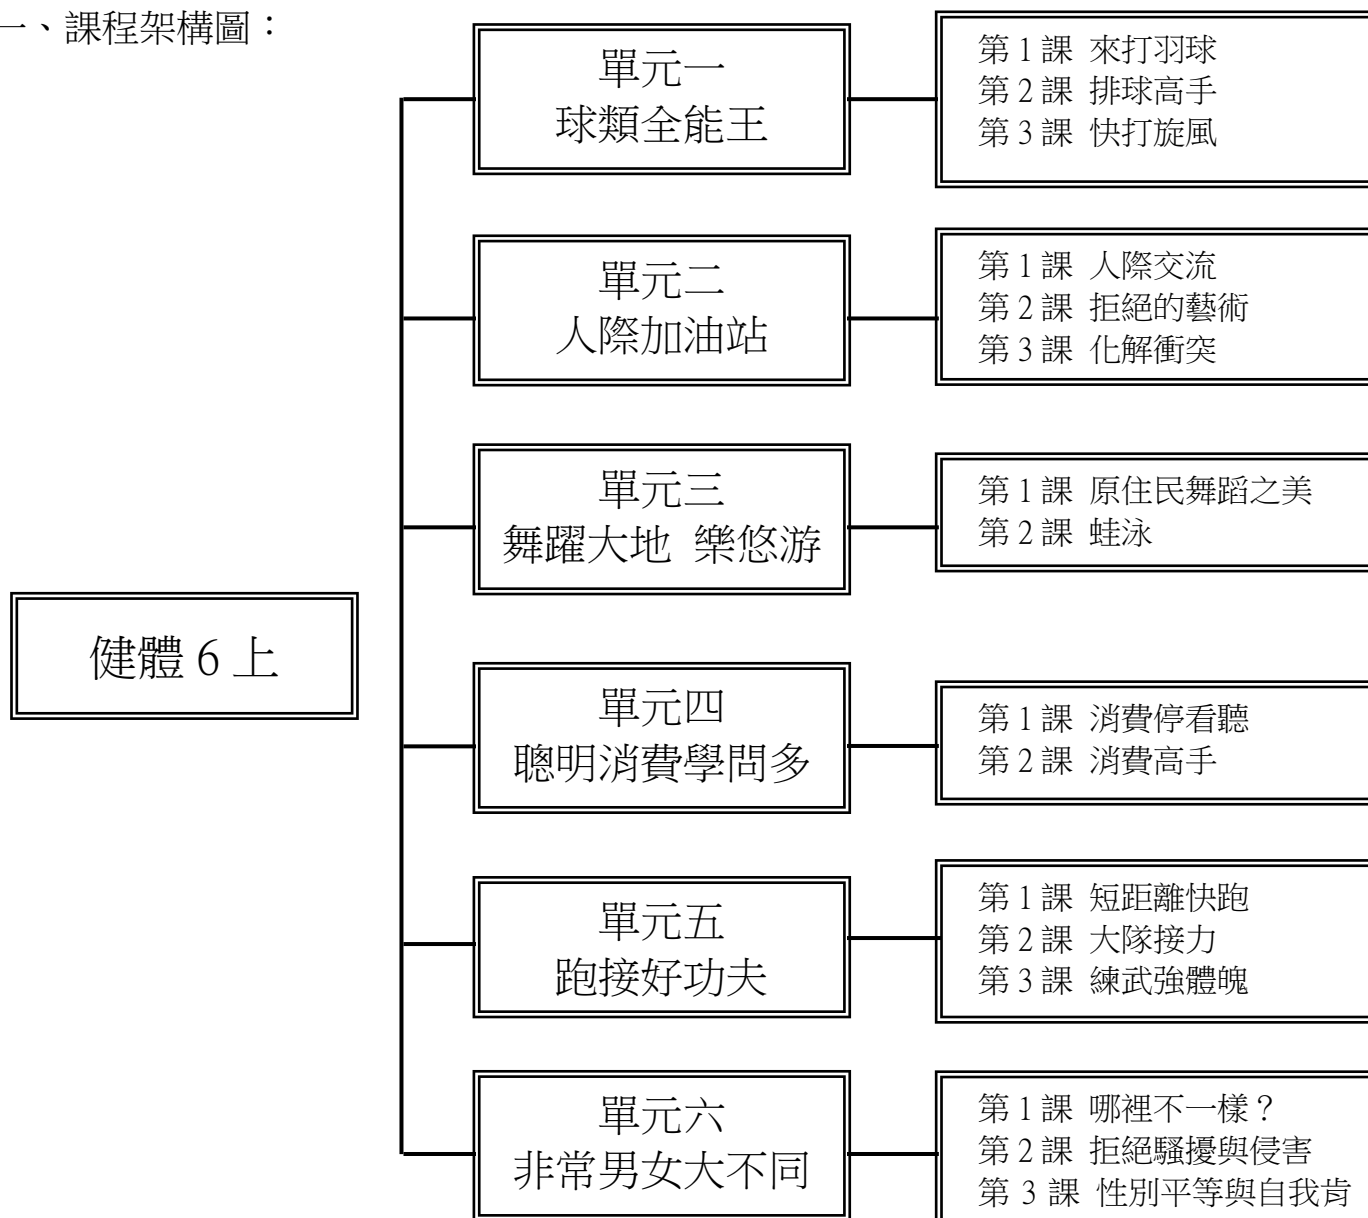 一、課程架構圖：
單元一
球類全能王
第1課 來打羽球
第2課 排球高手
第3課 快打旋風
單元二
人際加油站
第1課 人際交流
第2課 拒絕的藝術
第3課 化解衝突
單元三
舞躍大地 樂悠游
第1課 原住民舞蹈之美
第2課 蛙泳
健體6上
單元四
聰明消費學問多
第1課 消費停看聽
第2課 消費高手
單元五
跑接好功夫
第1課 短距離快跑
第2課 大隊接力
第3課 練武強體魄
單元六
非常男女大不同
第1課 哪裡不一樣？
第2課 拒絕騷擾與侵害
第3課 性別平等與自我肯